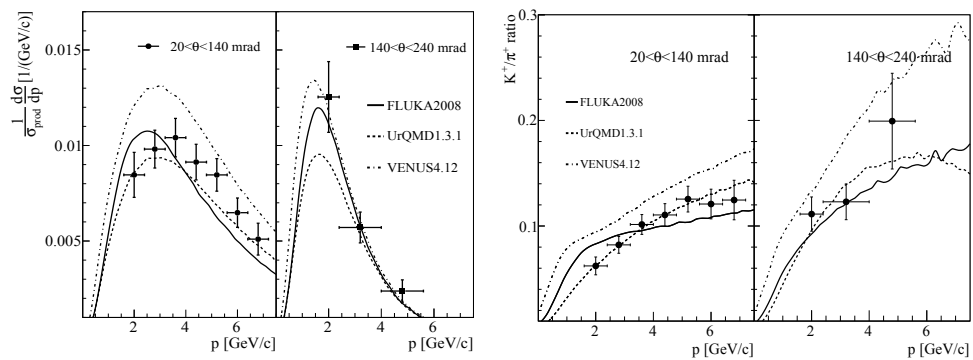 1/σprod dσ/dp [1/(GeV/c)]
0.015
0.01
0.005
20<θ<140 mrad
140<θ<240 mrad
FLUKA2008
UrQMD1.3.1
VENUS4.12
2 4 6
2 4 6
p [GeV/c]
p [GeV/c]
K⁺/π⁺ ratio
0.3
0.2
0.1
20<θ<140 mrad
140<θ<240 mrad
FLUKA2008
UrQMD1.3.1
VENUS4.12
2 4 6
2 4 6
p [GeV/c]
p [GeV/c]